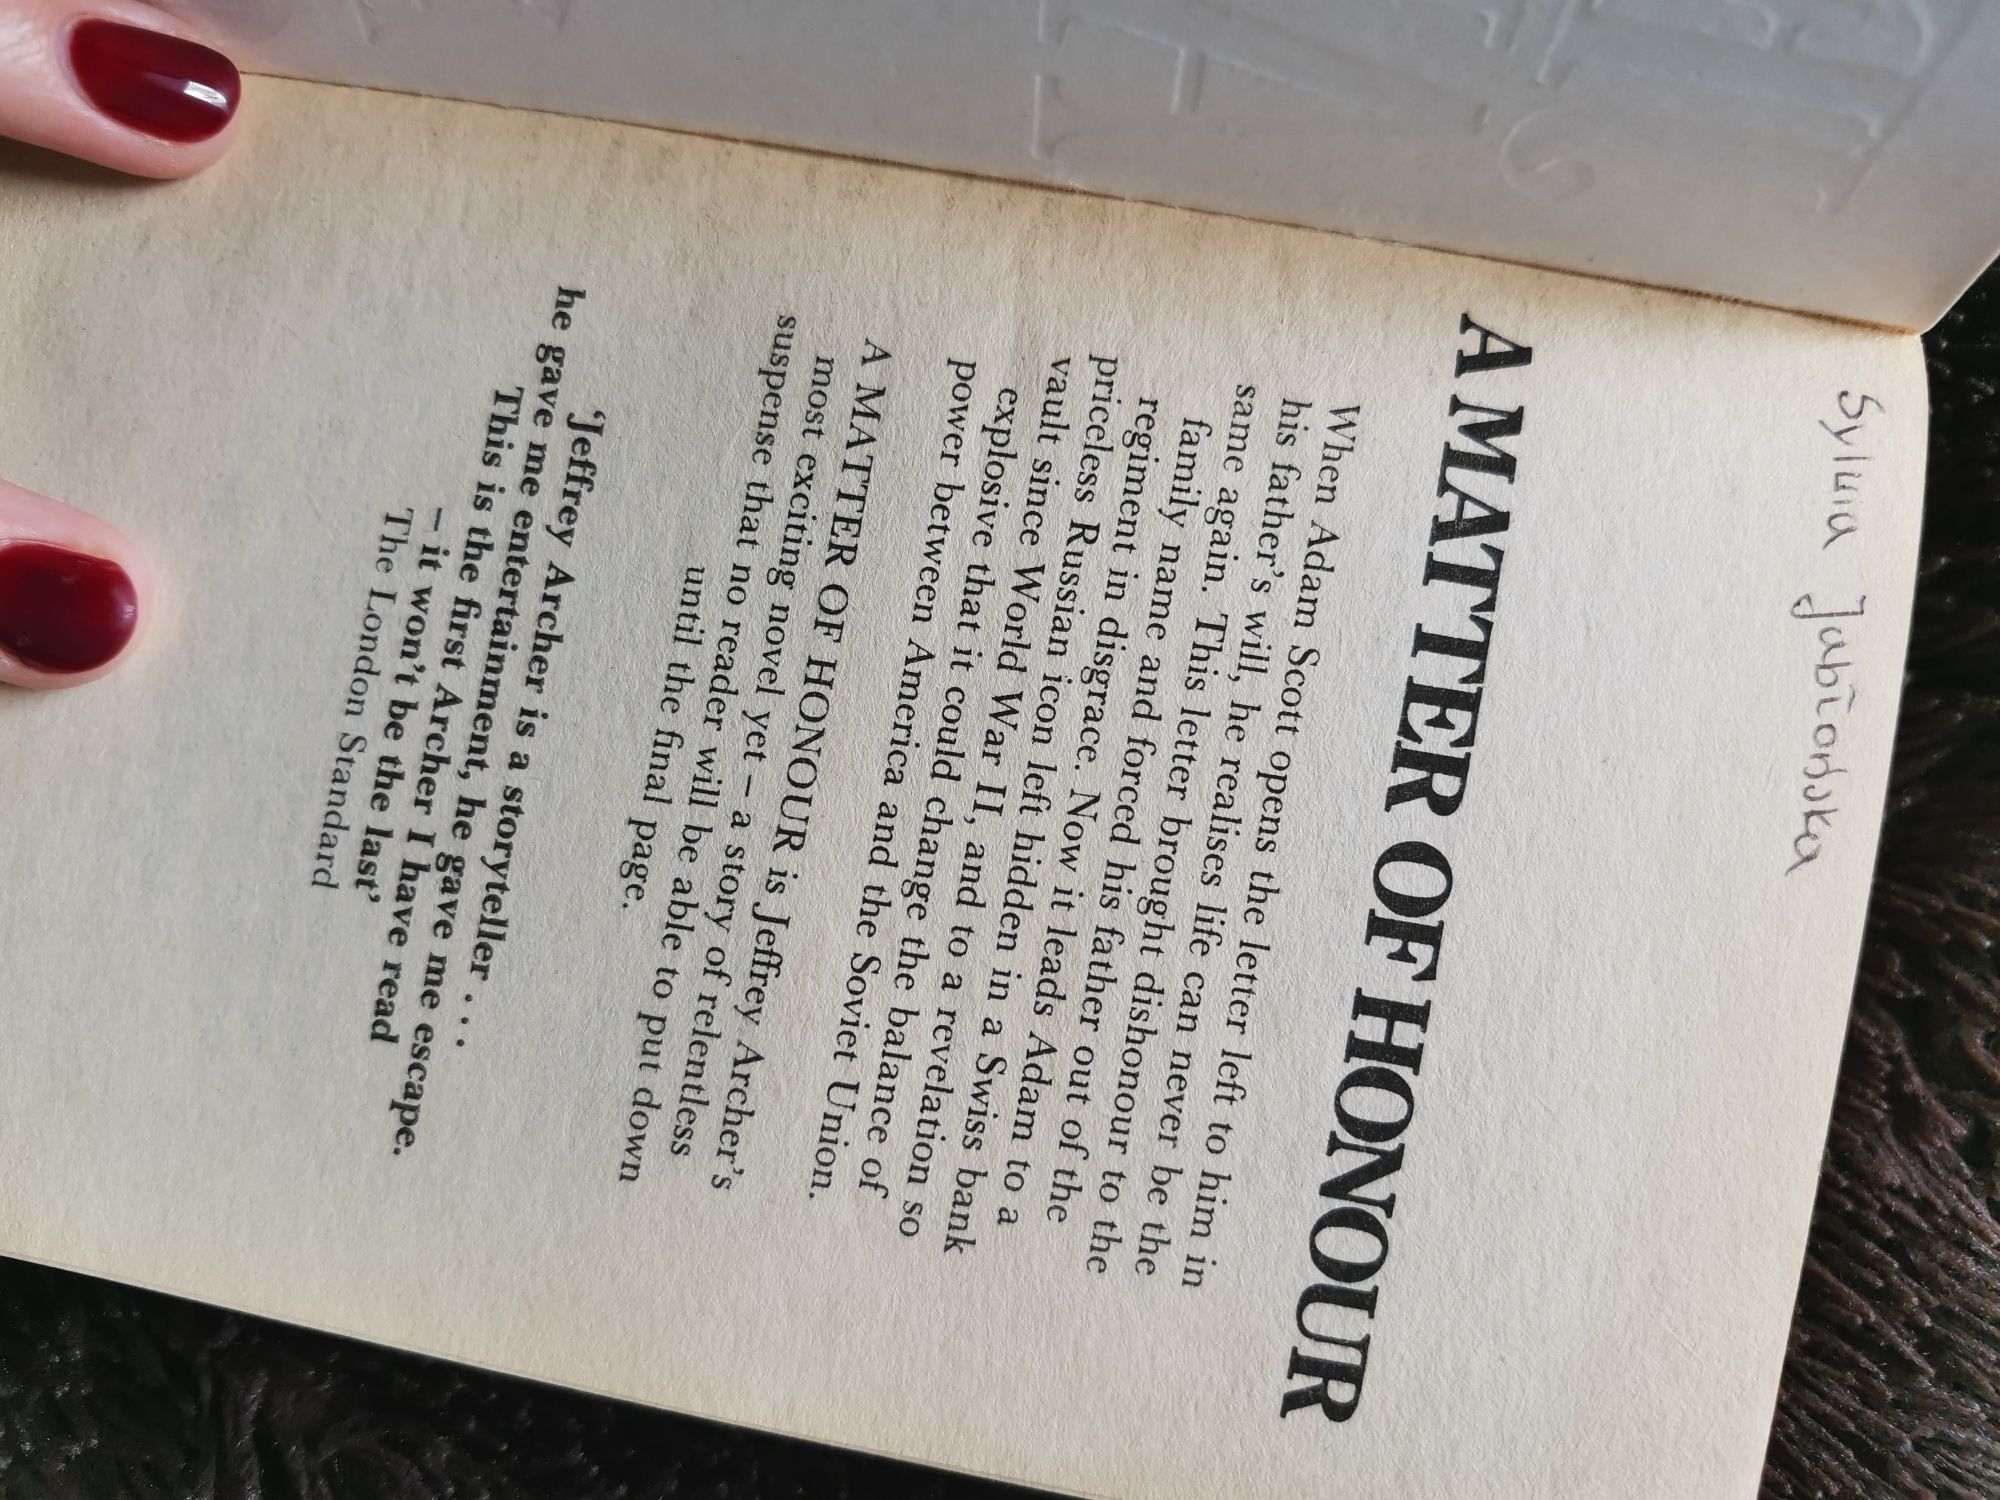 Sylwia Jabłońska
A MATTER OF HONOUR
When Adam Scott opens the letter left to him in
his father's will, he realises life can never be the
same again. This letter brought dishonour to the
family name and forced his father out of the
regiment in disgrace. Now it leads Adam to a
priceless Russian icon left hidden in a Swiss bank
vault since World War II, and to a revelation so
explosive that it could change the balance of
power between America and the Soviet Union.
A MATTER OF HONOUR is Jeffrey Archer's
most exciting novel yet – a story of relentless
suspense that no reader will be able to put down
until the final page.
'Jeffrey Archer is a storyteller . . .
he gave me entertainment, he gave me escape.
This is the first Archer I have read
– it won't be the last'
The London Standard